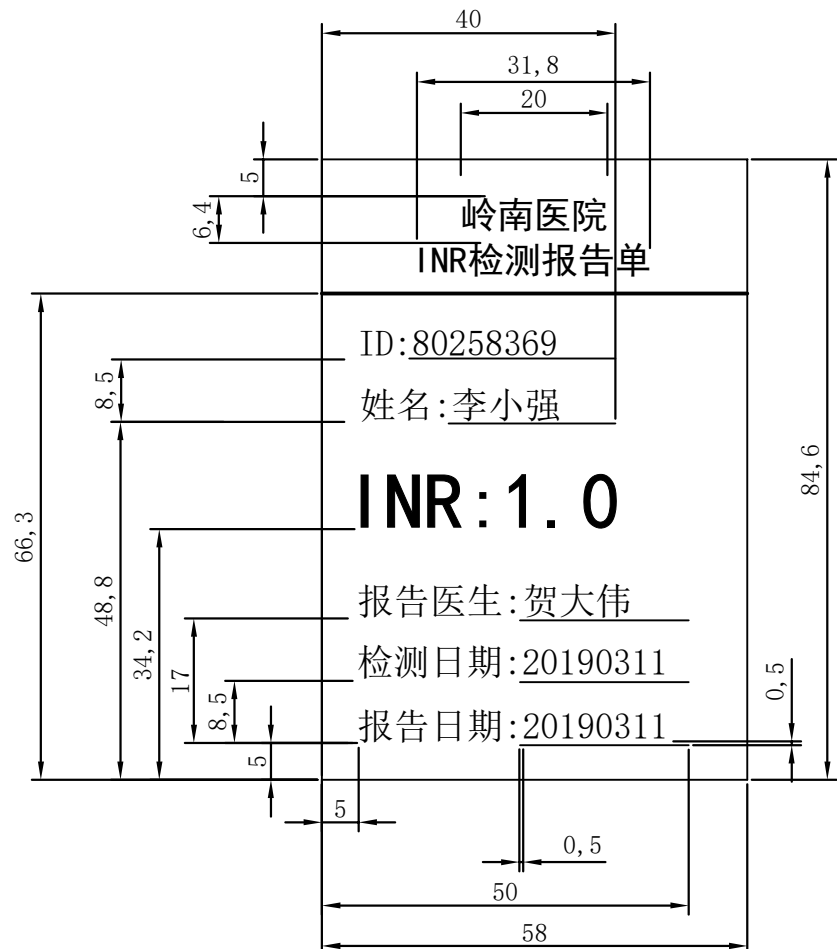 40
31,8
20
5
6,4
岭南医院
INR检测报告单
ID:80258369
8,5
姓名:李小强
84,6
INR:1.0
66,3
48,8
34,2
报告医生:贺大伟
17
检测日期:20190311
8,5
0,5
报告日期:20190311
5
5
0,5
50
58